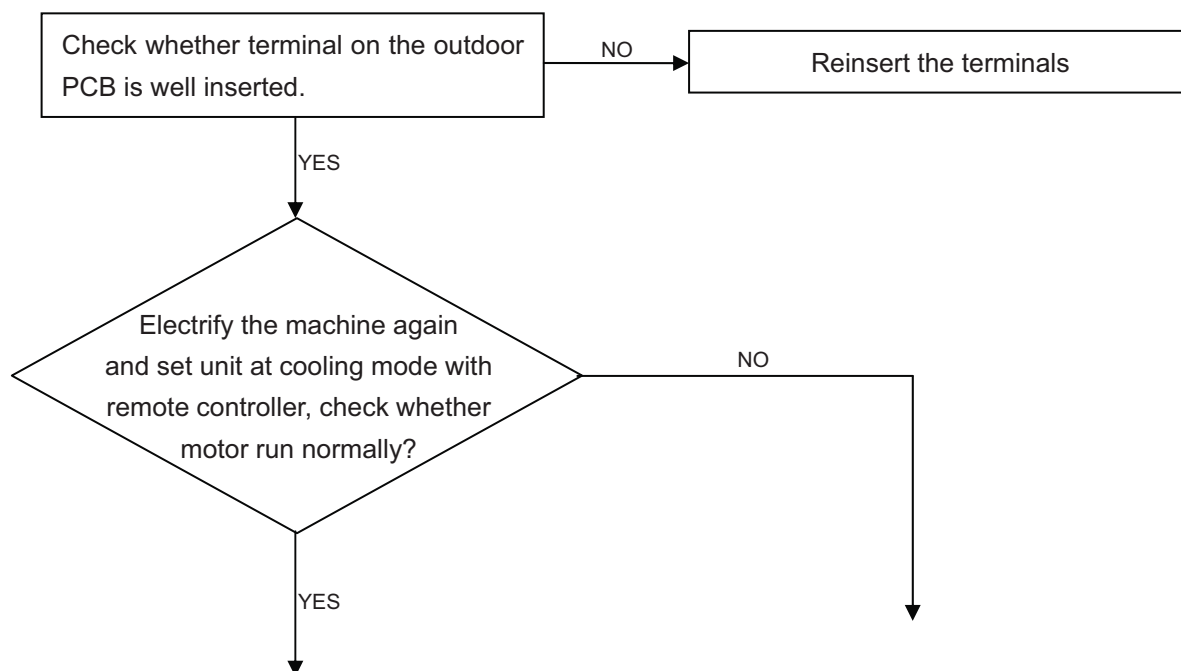 Check whether terminal on the outdoor
PCB is well inserted.
NO
Reinsert the terminals
YES
Electrify the machine again
and set unit at cooling mode with
remote controller, check whether
motor run normally?
NO
YES